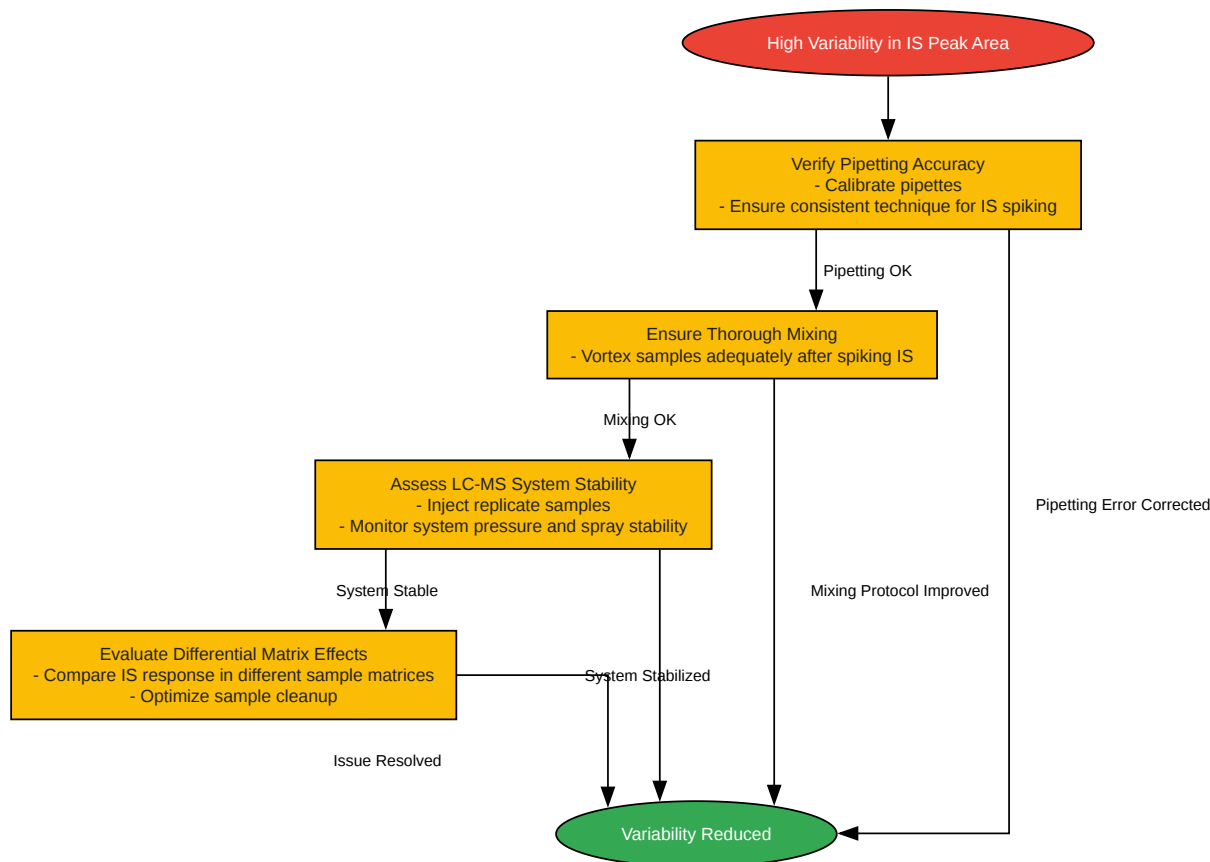 High Variability in IS Peak Area
Verify Pipetting Accuracy
- Calibrate pipettes
- Ensure consistent technique for IS spiking
Pipetting OK
Ensure Thorough Mixing
- Vortex samples adequately after spiking IS
Mixing OK
Assess LC-MS System Stability
- Inject replicate samples
- Monitor system pressure and spray stability
Pipetting Error Corrected
System Stable
Mixing Protocol Improved
Evaluate Differential Matrix Effects
- Compare IS response in different sample matrices
- Optimize sample cleanup
System Stabilized
Issue Resolved
Variability Reduced